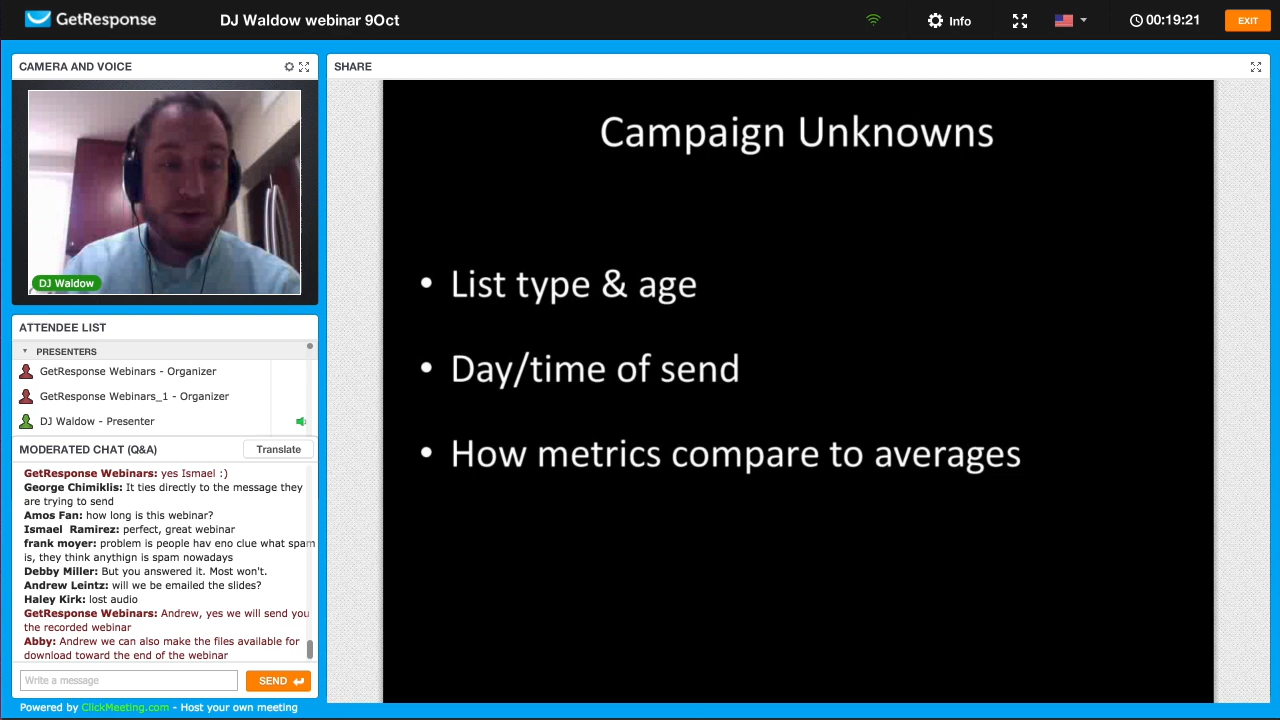 GetResponse
DJ Waldow webinar 9Oct
Info
00:19:21
EXIT
CAMERA AND VOICE
DJ Waldow
ATTENDEE LIST
PRESENTERS
GetResponse Webinars - Organizer
GetResponse Webinars_1 - Organizer
DJ Waldow - Presenter
MODERATED CHAT (Q&A)
Translate
GetResponse Webinars: yes Ismael :)
George Chimiklis: It ties directly to the message they
are trying to send
Amos Fan: how long is this webinar?
Ismael Ramirez: perfect, great webinar
frank moyer: problem is people hav eno clue what spam
is, they think anythign is spam nowadays
Debby Miller: But you answered it. Most won't.
Andrew Leintz: will we be emailed the slides?
Haley Kirk: lost audio
GetResponse Webinars: Andrew, yes we will send you
the recorded webinar
Abby: Andrew we can also make the files available for
download toward the end of the webinar
Write a message
SEND
Powered by ClickMeeting.com - Host your own meeting
SHARE
Campaign Unknowns
• List type & age
• Day/time of send
• How metrics compare to averages